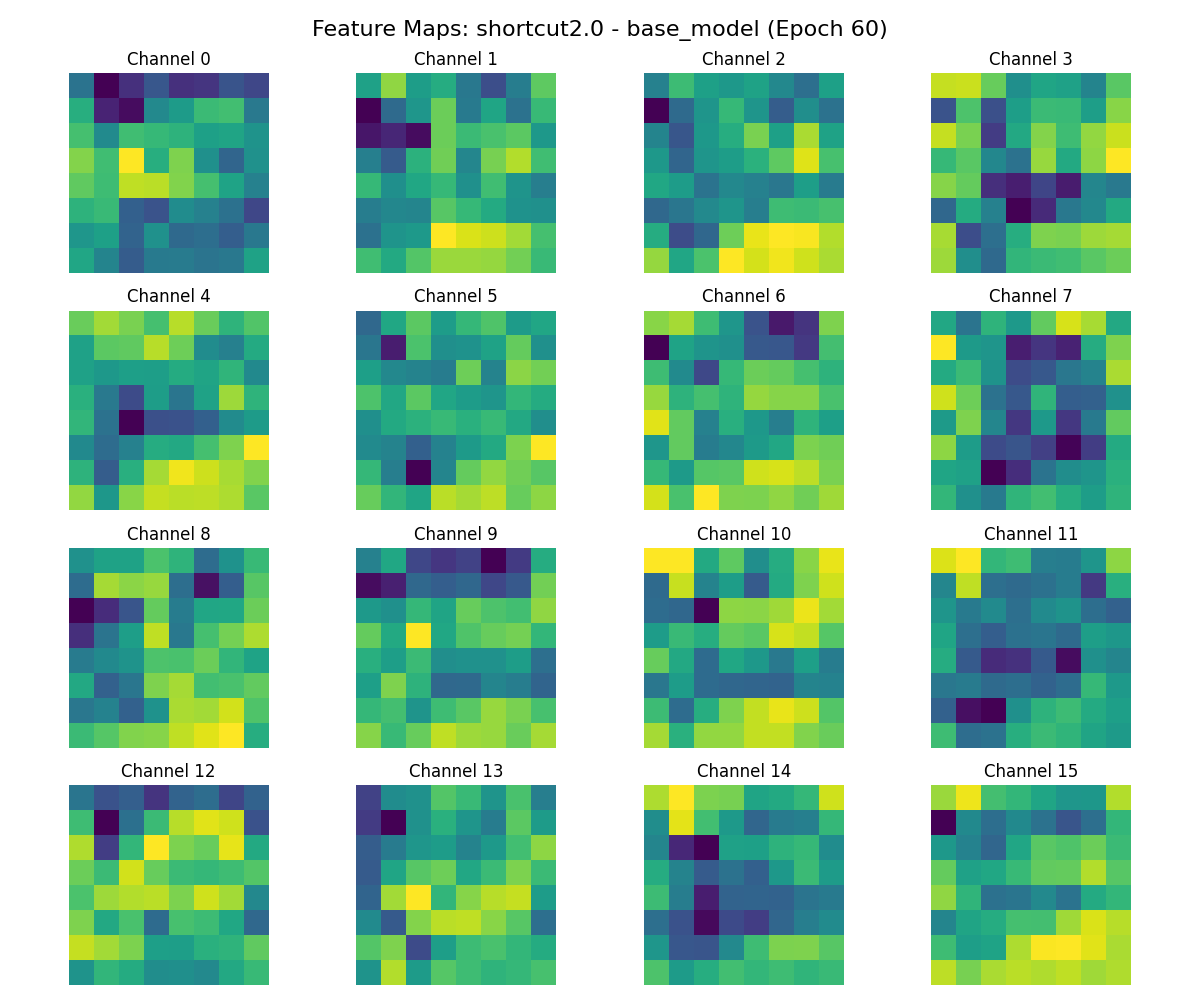 Feature Maps: shortcut2.0 - base_model (Epoch 60)
Channel 0 Channel 1 Channel 2 Channel 3
Channel 4 Channel 5 Channel 6 Channel 7
Channel 8 Channel 9 Channel 10 Channel 11
Channel 12 Channel 13 Channel 14 Channel 15